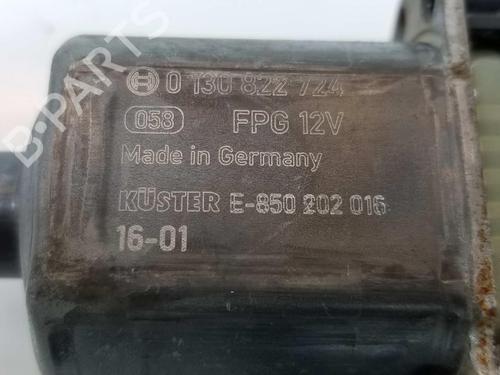 0 130 822 724
058 FPG 12V
Made in Germany
KÜSTER E-850 202 016
16-01
B-PARTS